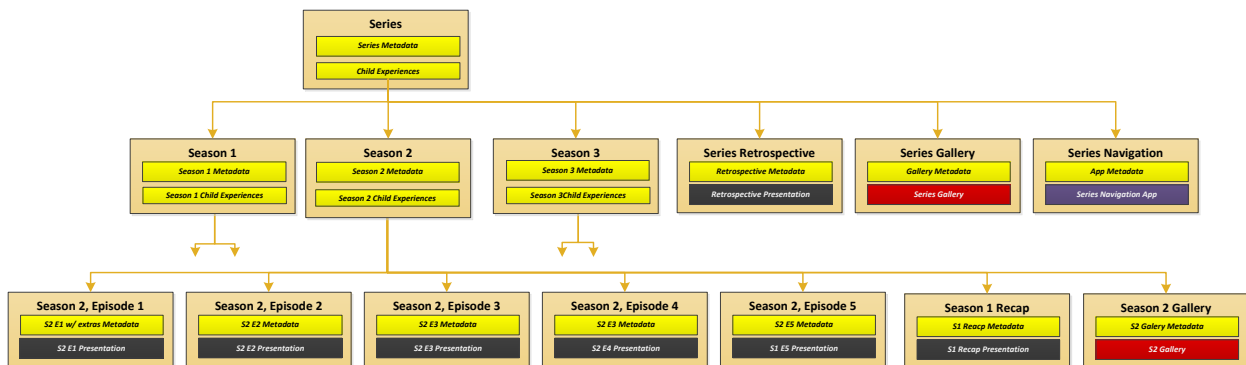 Series
Series Metadata
Child Experiences
Season 1
Season 1 Metadata
Season 1 Child Experiences
Season 2
Season 2 Metadata
Season 2 Child Experiences
Season 3
Season 3 Metadata
Season 3Child Experiences
Series Retrospective
Retrospective Metadata
Retrospective Presentation
Series Gallery
Gallery Metadata
Series Gallery
Series Navigation
App Metadata
Series Navigation App
Season 2, Episode 1
S2 E1 w/ extras Metadata
S2 E1 Presentation
Season 2, Episode 2
S2 E2 Metadata
S2 E2 Presentation
Season 2, Episode 3
S2 E3 Metadata
S2 E3 Presentation
Season 2, Episode 4
S2 E3 Metadata
S2 E4 Presentation
Season 2, Episode 5
S2 E5 Metadata
S1 E5 Presentation
Season 1 Recap
S1 Reacp Metadata
S1 Recap Presentation
Season 2 Gallery
S2 Galery Metadata
S2 Gallery